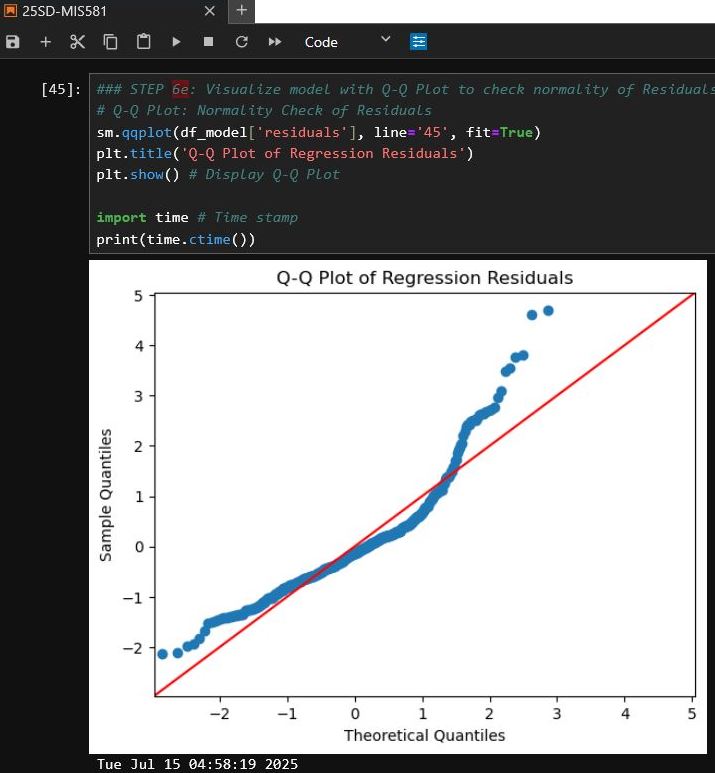 25SD-MIS581
Code
[45]:
### STEP 6e: Visualize model with Q-Q Plot to check normality of Residuals
# Q-Q Plot: Normality Check of Residuals
sm.qqplot(df_model['residuals'], line='45', fit=True)
plt.title('Q-Q Plot of Regression Residuals')
plt.show() # Display Q-Q Plot
import time # Time stamp
print(time.ctime())
Q-Q Plot of Regression Residuals
5
4
3
2
1
0
−1
−2
Sample Quantiles
−2 −1 0 1 2 3 4 5
Theoretical Quantiles
Tue Jul 15 04:58:19 2025